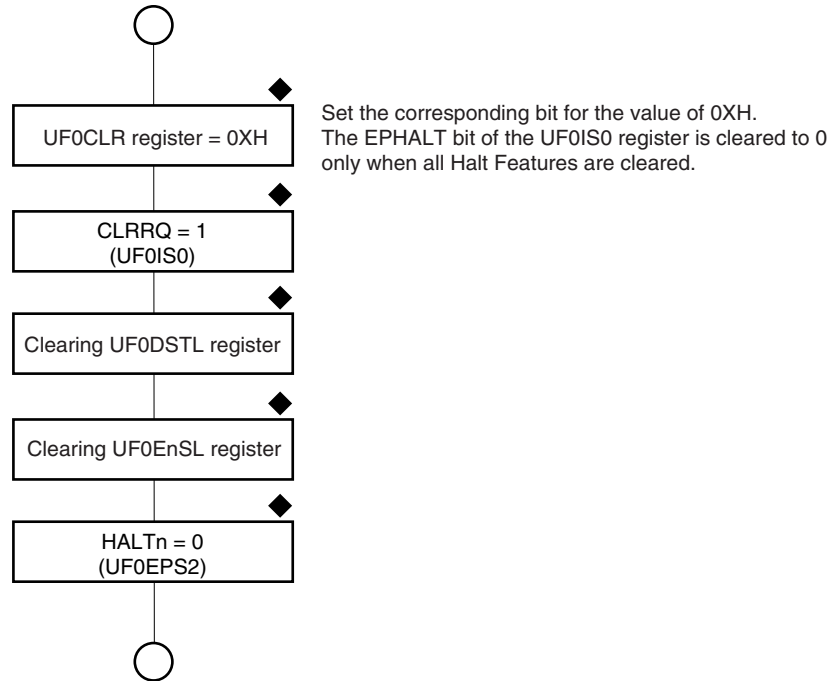 UF0CLR register = 0XH
Set the corresponding bit for the value of 0XH.
The EPHALT bit of the UF0IS0 register is cleared to 0
only when all Halt Features are cleared.
CLRRQ = 1
(UF0IS0)
Clearing UF0DSTL register
Clearing UF0EnSL register
HALTn = 0
(UF0EPS2)